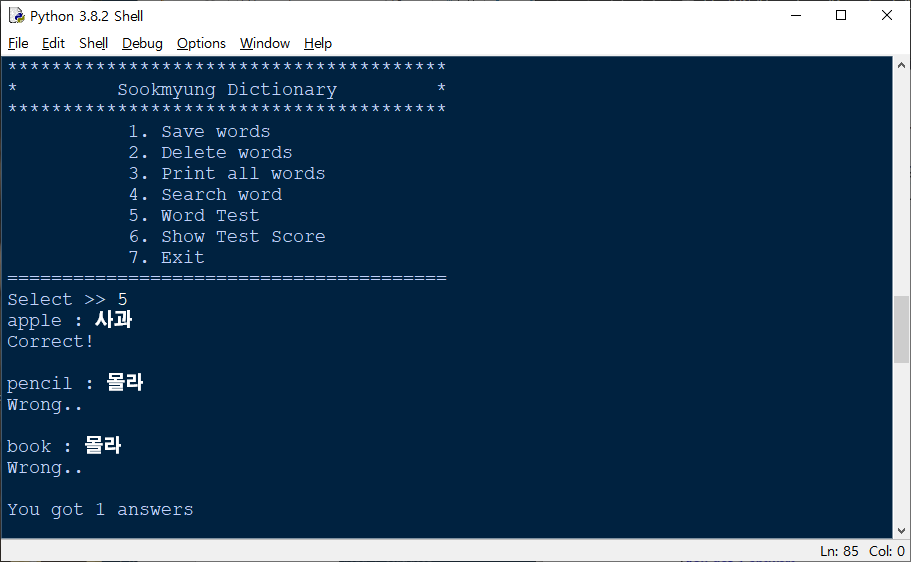 Python 3.8.2 Shell
File Edit Shell Debug Options Window Help
****************************************
* Sookmyung Dictionary *
****************************************
1. Save words
2. Delete words
3. Print all words
4. Search word
5. Word Test
6. Show Test Score
7. Exit
========================================
Select >> 5
apple : 사과
Correct!
pencil : 몰라
Wrong..
book : 몰라
Wrong..
You got 1 answers
Ln: 85 Col: 0